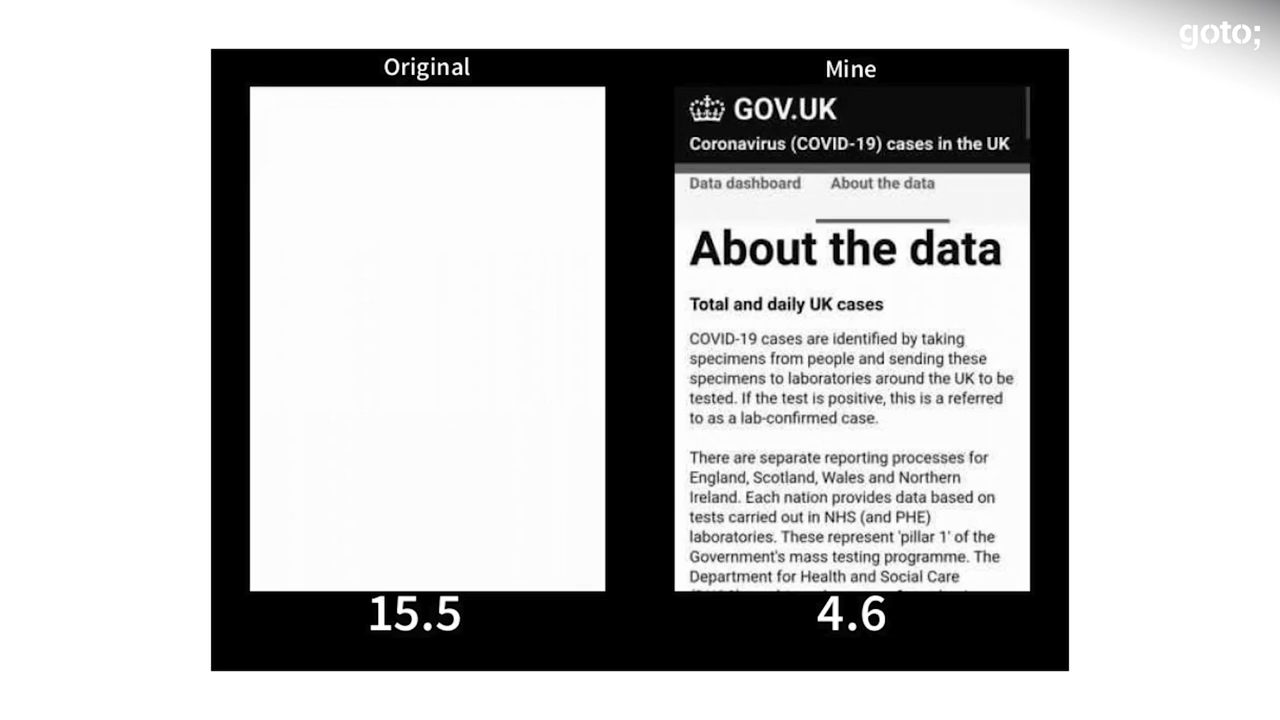 goto;
Original
Mine
GOV.UK
Coronavirus (COVID-19) cases in the UK
Data dashboard About the data
About the data
Total and daily UK cases
COVID-19 cases are identified by taking
specimens from people and sending these
specimens to laboratories around the UK to be
tested. If the test is positive, this is a referred
to as a lab-confirmed case.
There are separate reporting processes for
England, Scotland, Wales and Northern
Ireland. Each nation provides data based on
tests carried out in NHS (and PHE)
laboratories. These represent 'pillar 1' of the
Government's mass testing programme. The
Department for Health and Social Care
15.5
4.6